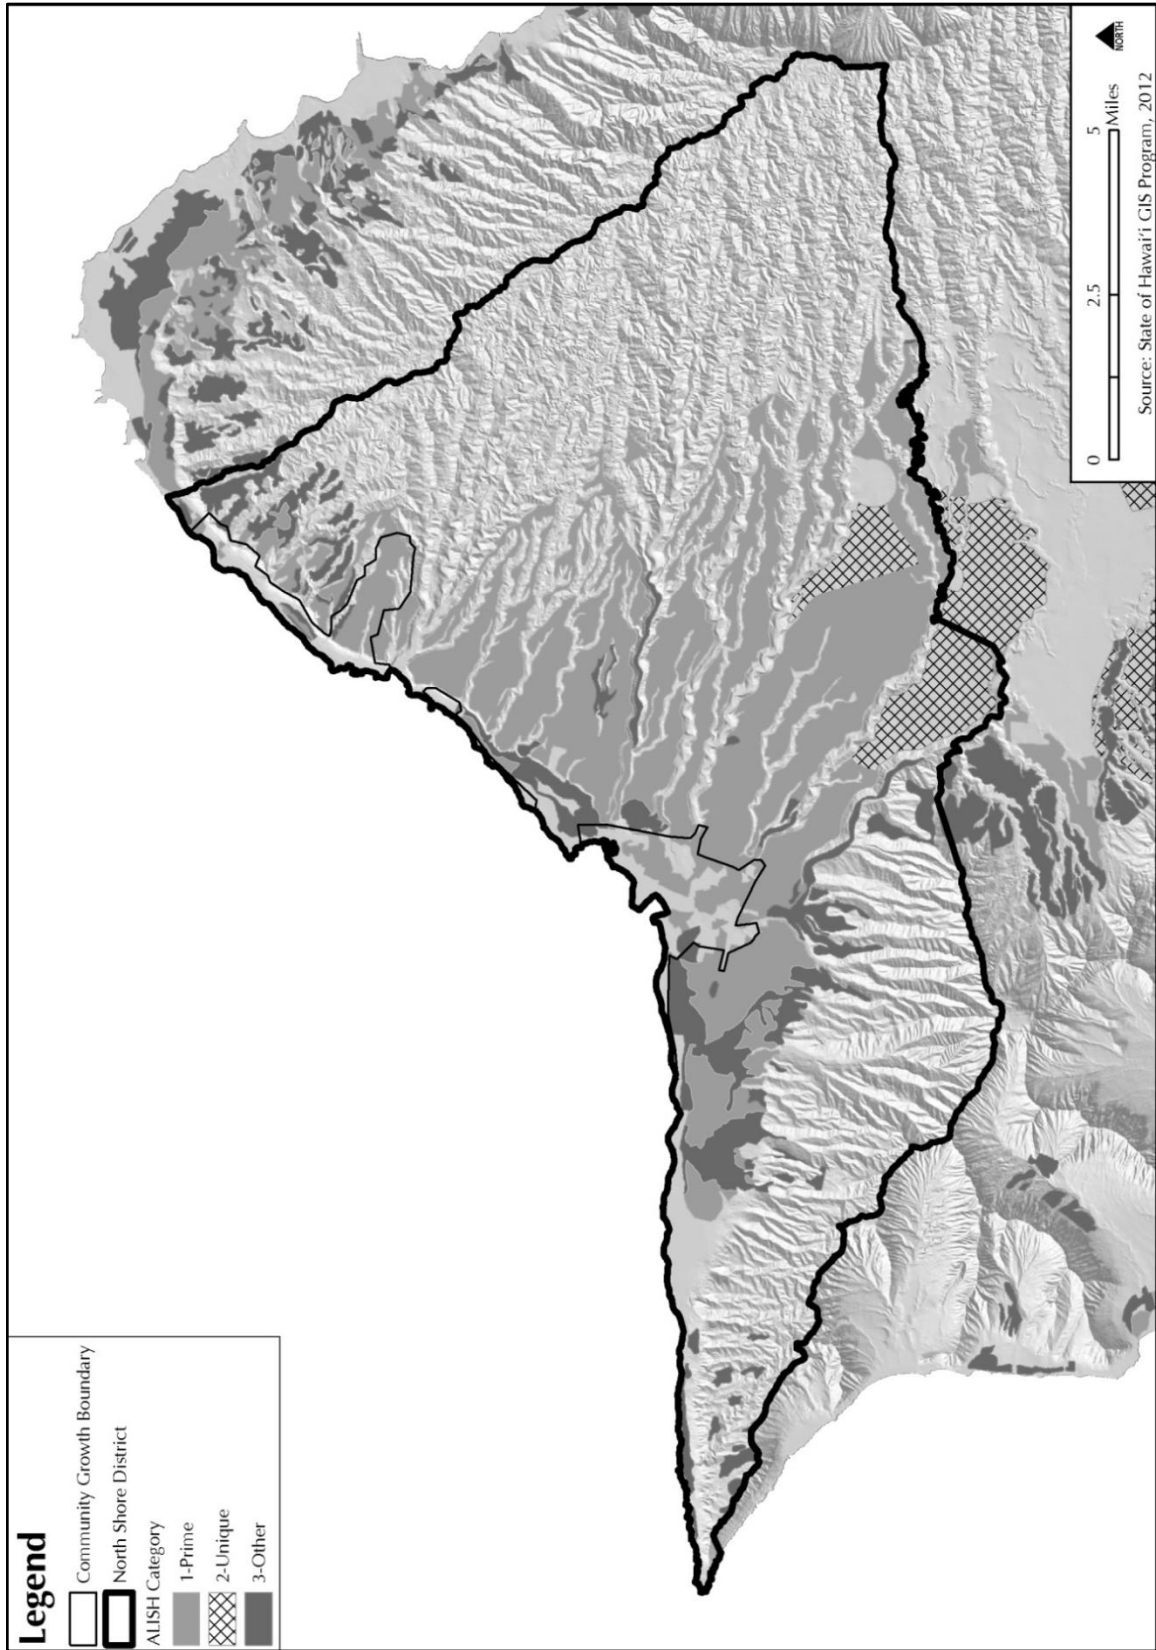 Legend
Community Growth Boundary
North Shore District
ALISH Category
1-Prime
2-Unique
3-Other
NORTH
0 2.5 5
Miles
Source: State of Hawai'i GIS Program, 2012